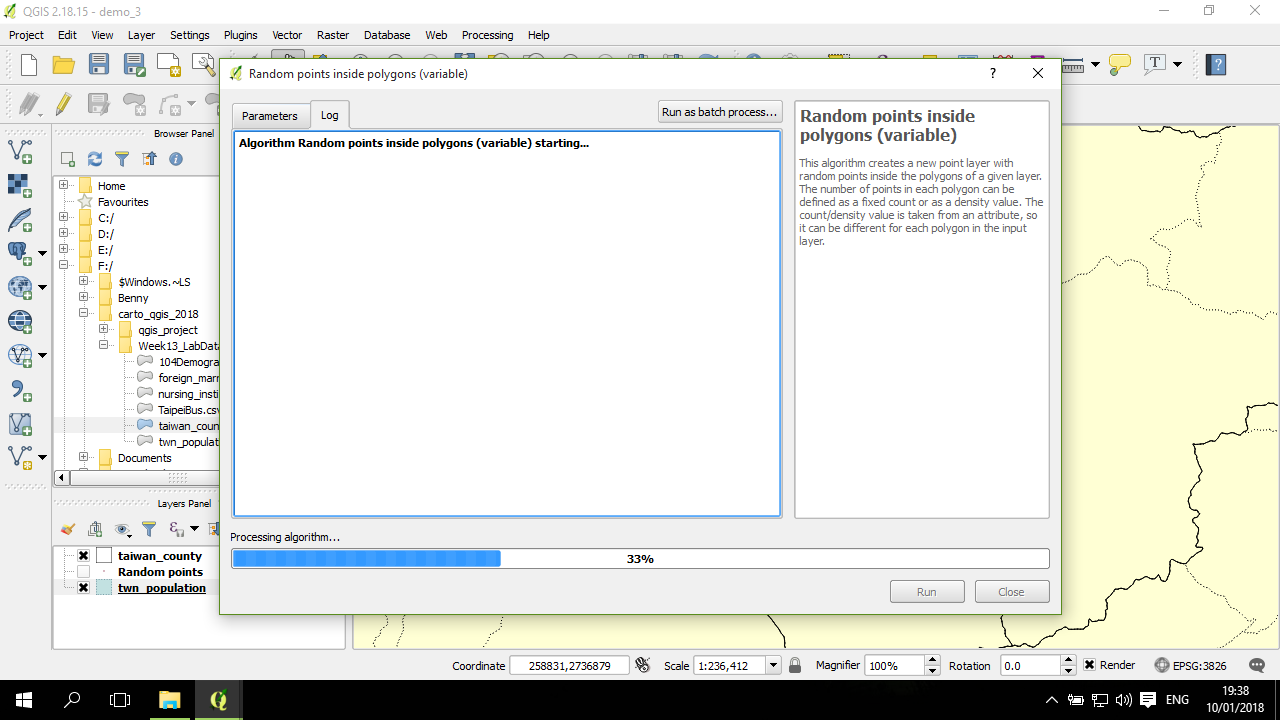 QGIS 2.18.15 - demo_3
Project Edit View Layer Settings Plugins Vector Raster Database Web Processing Help
Random points inside polygons (variable)
?
Parameters
Log
Run as batch process...
Algorithm Random points inside polygons (variable) starting...
Random points inside
polygons (variable)
This algorithm creates a new point layer with
random points inside the polygons of a given layer.
The number of points in each polygon can be
defined as a fixed count or as a density value. The
count/density value is taken from an attribute, so
it can be different for each polygon in the input
layer.
Processing algorithm...
33%
Run
Close
Browser Panel
Home
Favourites
C:/
D:/
E:/
F:/
$Windows.~LS
Benny
carto_qgis_2018
qgis_project
Week13_LabData
104Demogra
foreign_marr
nursing_insti
TaipeiBus.csv
taiwan_coun
twn_populati
Documents
Layers Panel
taiwan_county
Random points
twn_population
Coordinate 258831,2736879 Scale 1:236,412 Magnifier 100% Rotation 0.0 Render EPSG:3826
ENG
19:38
10/01/2018